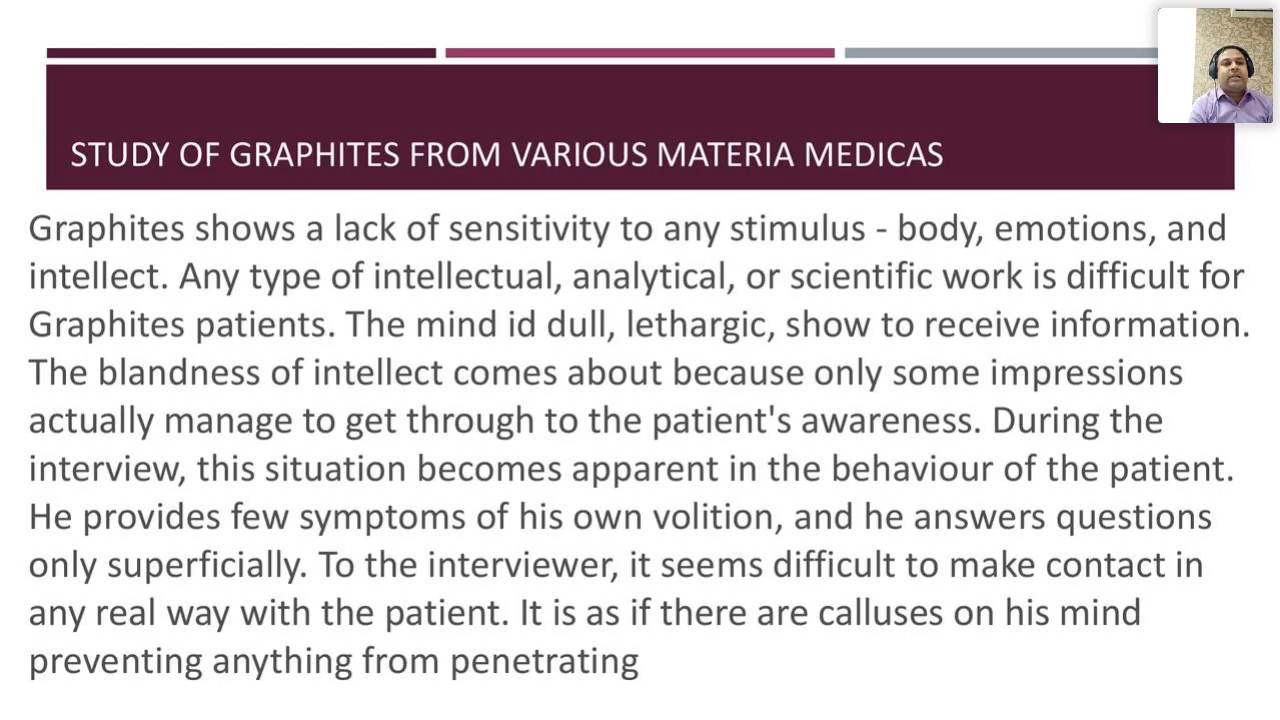 STUDY OF GRAPHITES FROM VARIOUS MATERIA MEDICAS
Graphites shows a lack of sensitivity to any stimulus - body, emotions, and
intellect. Any type of intellectual, analytical, or scientific work is difficult for
Graphites patients. The mind id dull, lethargic, show to receive information.
The blandness of intellect comes about because only some impressions
actually manage to get through to the patient's awareness. During the
interview, this situation becomes apparent in the behaviour of the patient.
He provides few symptoms of his own volition, and he answers questions
only superficially. To the interviewer, it seems difficult to make contact in
any real way with the patient. It is as if there are calluses on his mind
preventing anything from penetrating